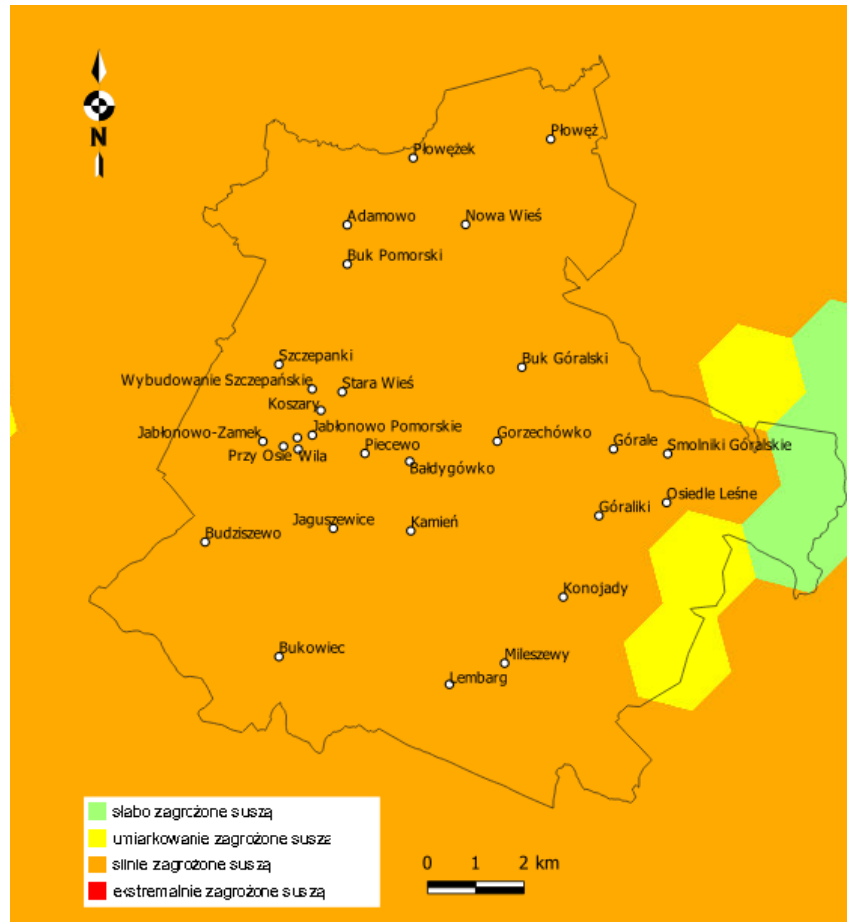 N
Płowęż
Płowężek
Adamowo
Nowa Wieś
Buk Pomorski
Szczepanki
Buk Góralski
Wybudowanie Szczepańskie
Stara Wieś
Koszary
Jabłonowo Pomorskie
Jabłonowo-Zamek
Gorzechówko
Górale
Smolniki Góralskie
Przy Osie
Wila
Piecewo
Bałdygówko
Osiedle Leśne
Góraliki
Jaguszewice
Kamień
Budziszewo
Konojady
Bukowiec
Mileszewy
Lembarg
słabo zagrożone suszą
umiarkowanie zagrożone susza
silnie zagrożone suszą
ekstremalnie zagrożone suszą
0 1 2 km